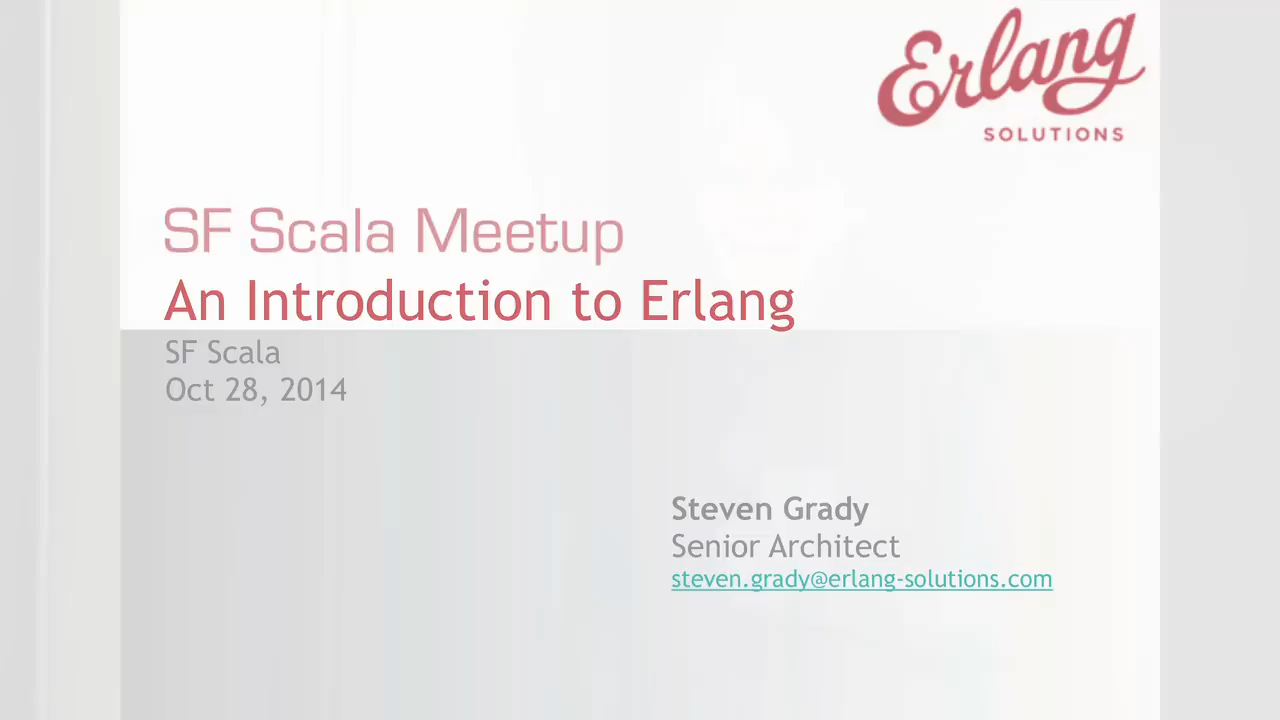 Erlang
SOLUTIONS
SF Scala Meetup
An Introduction to Erlang
SF Scala
Oct 28, 2014
Steven Grady
Senior Architect
steven.grady@erlang-solutions.com